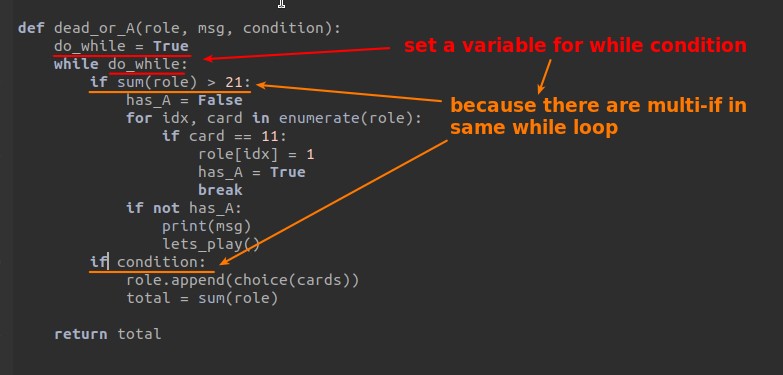 def dead_or_A(role, msg, condition):
do_while = True
set a variable for while condition
while do_while:
if sum(role) > 21:
because there are multi-if in
same while loop
has_A = False
for idx, card in enumerate(role):
if card == 11:
role[idx] = 1
has_A = True
break
if not has_A:
print(msg)
lets_play()
if condition:
role.append(choice(cards))
total = sum(role)
return total